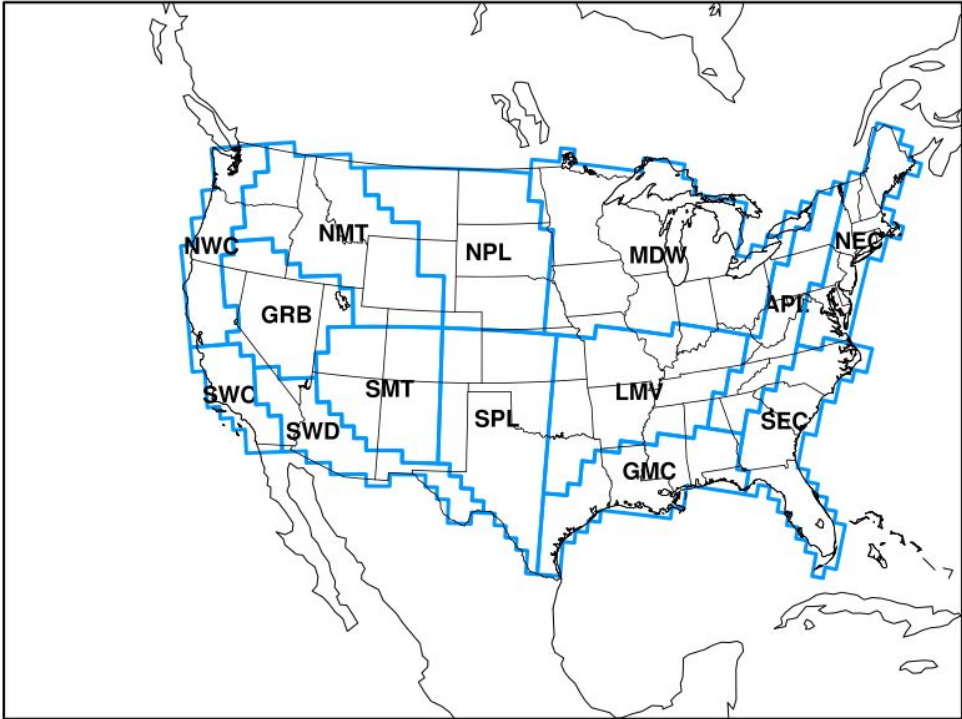 NWC
NMT
NPL
MDW
NEC
GRB
APL
SWC
SMT
SPL
LMV
SEC
SWD
GMC